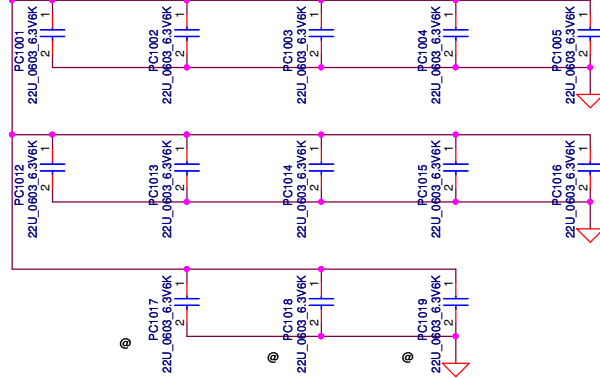 PC1001
22U_0603_6.3V6K
1
2
PC1002
22U_0603_6.3V6K
1
2
PC1003
22U_0603_6.3V6K
1
2
PC1004
22U_0603_6.3V6K
1
2
PC1005
22U_0603_6.3V6K
1
2
PC1012
22U_0603_6.3V6K
1
2
PC1013
22U_0603_6.3V6K
1
2
PC1014
22U_0603_6.3V6K
1
2
PC1015
22U_0603_6.3V6K
1
2
PC1016
22U_0603_6.3V6K
1
2
@
PC1017
22U_0603_6.3V6K
1
2
@
PC1018
22U_0603_6.3V6K
1
2
@
PC1019
22U_0603_6.3V6K
1
2